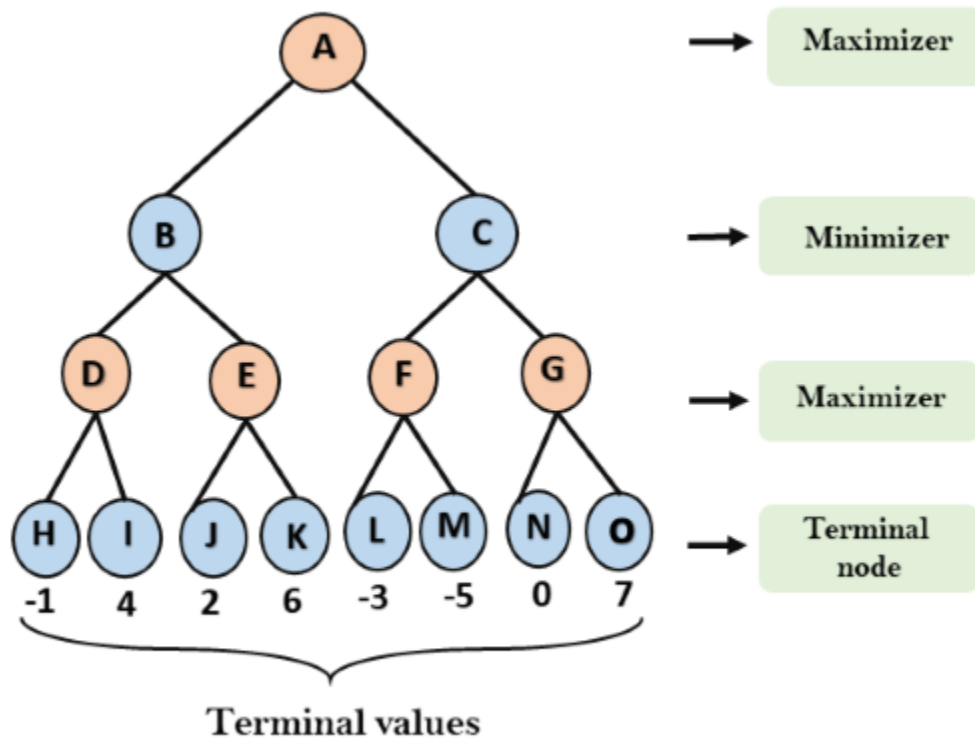 A
Maximizer
B
C
Minimizer
D
E
F
G
Maximizer
H
I
J
K
L
M
N
O
Terminal
node
-1 4 2 6 -3 -5 0 7
Terminal values